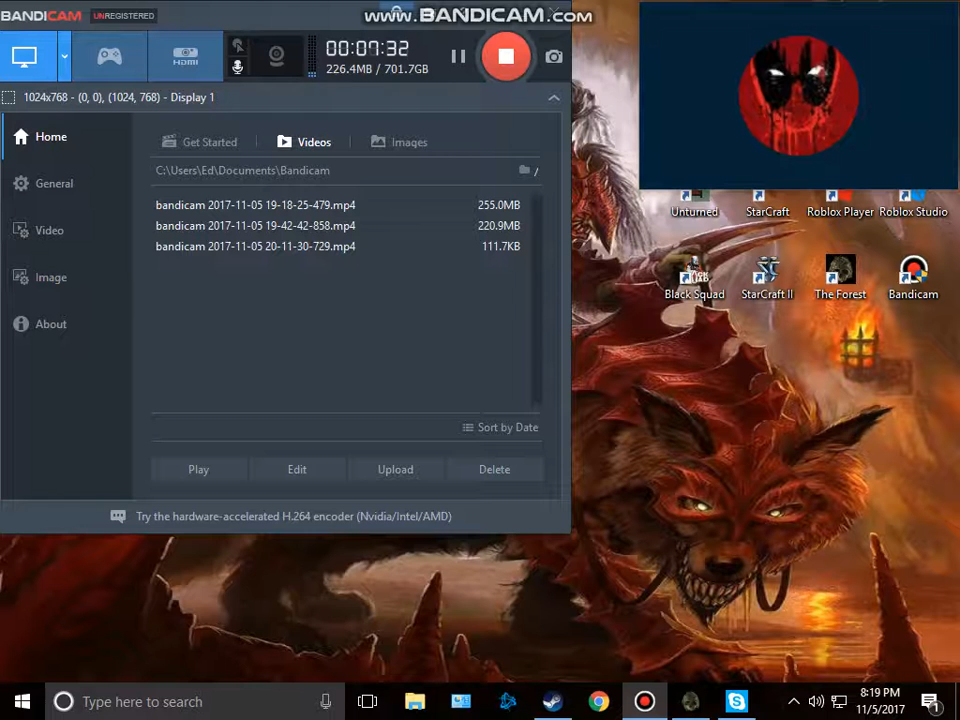 www.BANDICAM.com
BANDICAM UNREGISTERED
HDMI
00:07:32
226.4MB / 701.7GB
1024x768 - (0, 0), (1024, 768) - Display 1
Home
General
Video
Image
About
Get Started
Videos
Images
C:\Users\Ed\Documents\Bandicam
/
bandicam 2017-11-05 19-18-25-479.mp4 255.0MB
bandicam 2017-11-05 19-42-42-858.mp4 220.9MB
bandicam 2017-11-05 20-11-30-729.mp4 111.7KB
Sort by Date
Play
Edit
Upload
Delete
Try the hardware-accelerated H.264 encoder (Nvidia/Intel/AMD)
Unturned
StarCraft
Roblox Player
Roblox Studio
Black Squad
StarCraft II
The Forest
Bandicam
Type here to search
8:19 PM
11/5/2017
1